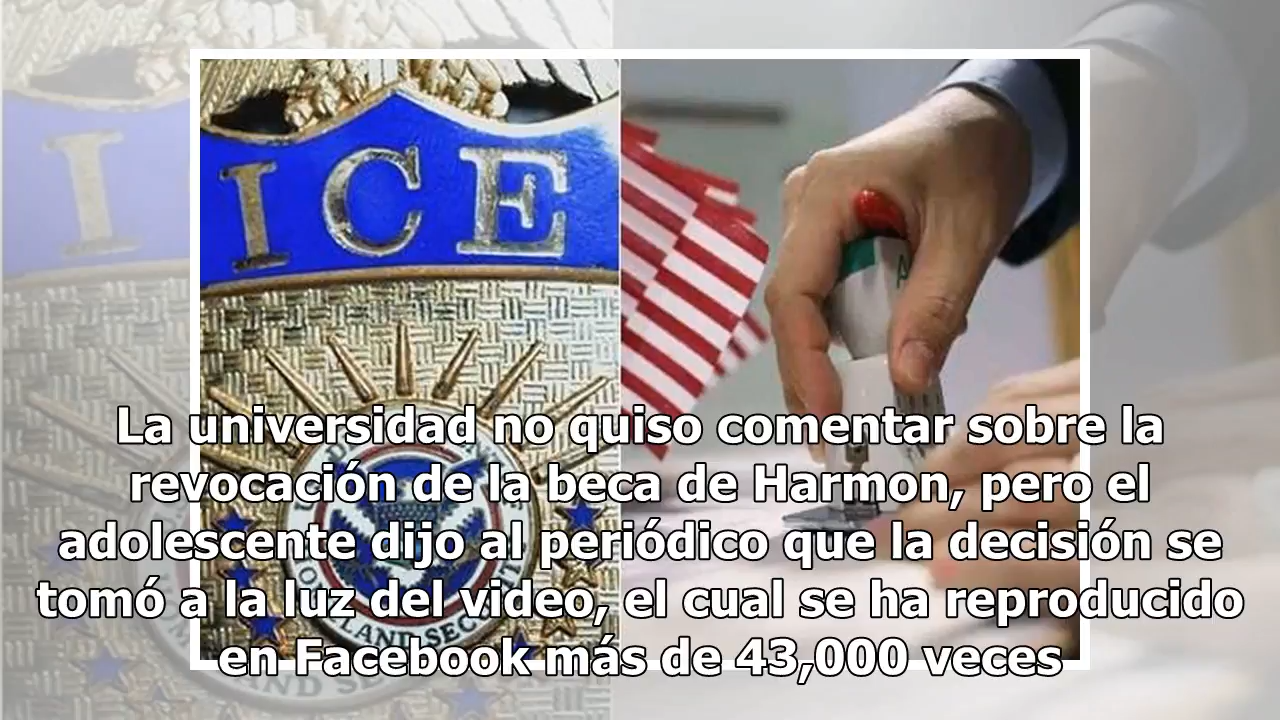 I
ICE
La universidad no quiso comentar sobre la
revocación de la beca de Harmon, pero el
adolescente dijo al periódico que la decisión se
tomó a la luz del video, el cual se ha reproducido
en Facebook más de 43,000 veces